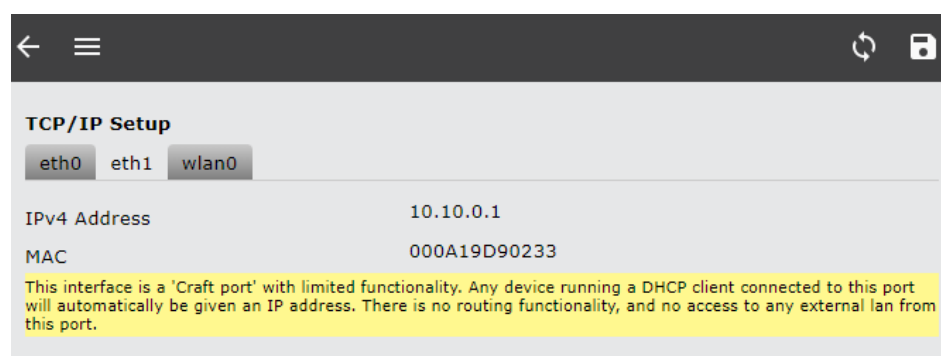 TCP/IP Setup
eth0 eth1 wlan0
IPv4 Address 10.10.0.1
MAC 000A19D90233
This interface is a 'Craft port' with limited functionality. Any device running a DHCP client connected to this port
will automatically be given an IP address. There is no routing functionality, and no access to any external lan from
this port.